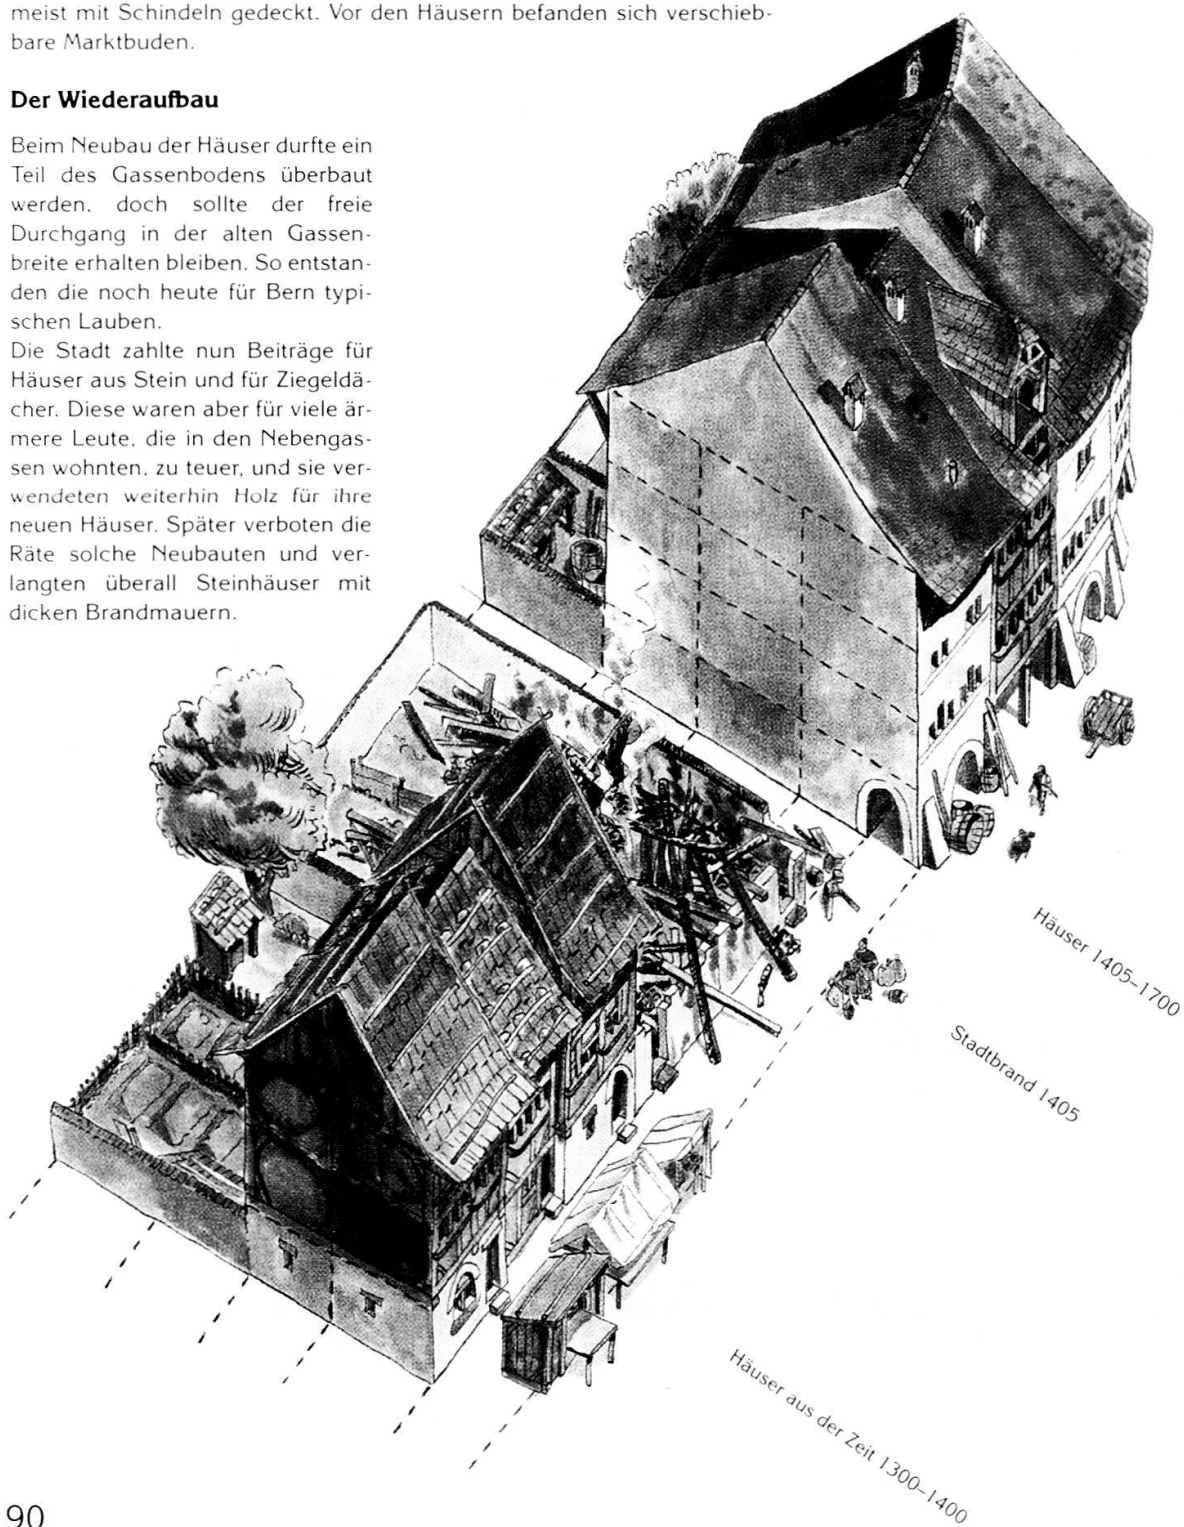 meist mit Schindeln gedeckt. Vor den Häusern befanden sich verschieb-
bare Marktbuden.
Der Wiederaufbau
Beim Neubau der Häuser durfte ein
Teil des Gassenbodens überbaut
werden, doch sollte der freie
Durchgang in der alten Gassen-
breite erhalten bleiben. So entstan-
den die noch heute für Bern typi-
schen Lauben.
Die Stadt zahlte nun Beiträge für
Häuser aus Stein und für Ziegeldä-
cher. Diese waren aber für viele är-
mere Leute, die in den Nebengas-
sen wohnten, zu teuer, und sie ver-
wendeten weiterhin Holz für ihre
neuen Häuser. Später verboten die
Räte solche Neubauten und ver-
langten überall Steinhäuser mit
dicken Brandmauern.
Häuser 1405–1700
Stadtbrand 1405
Häuser aus der Zeit 1300–1400
90